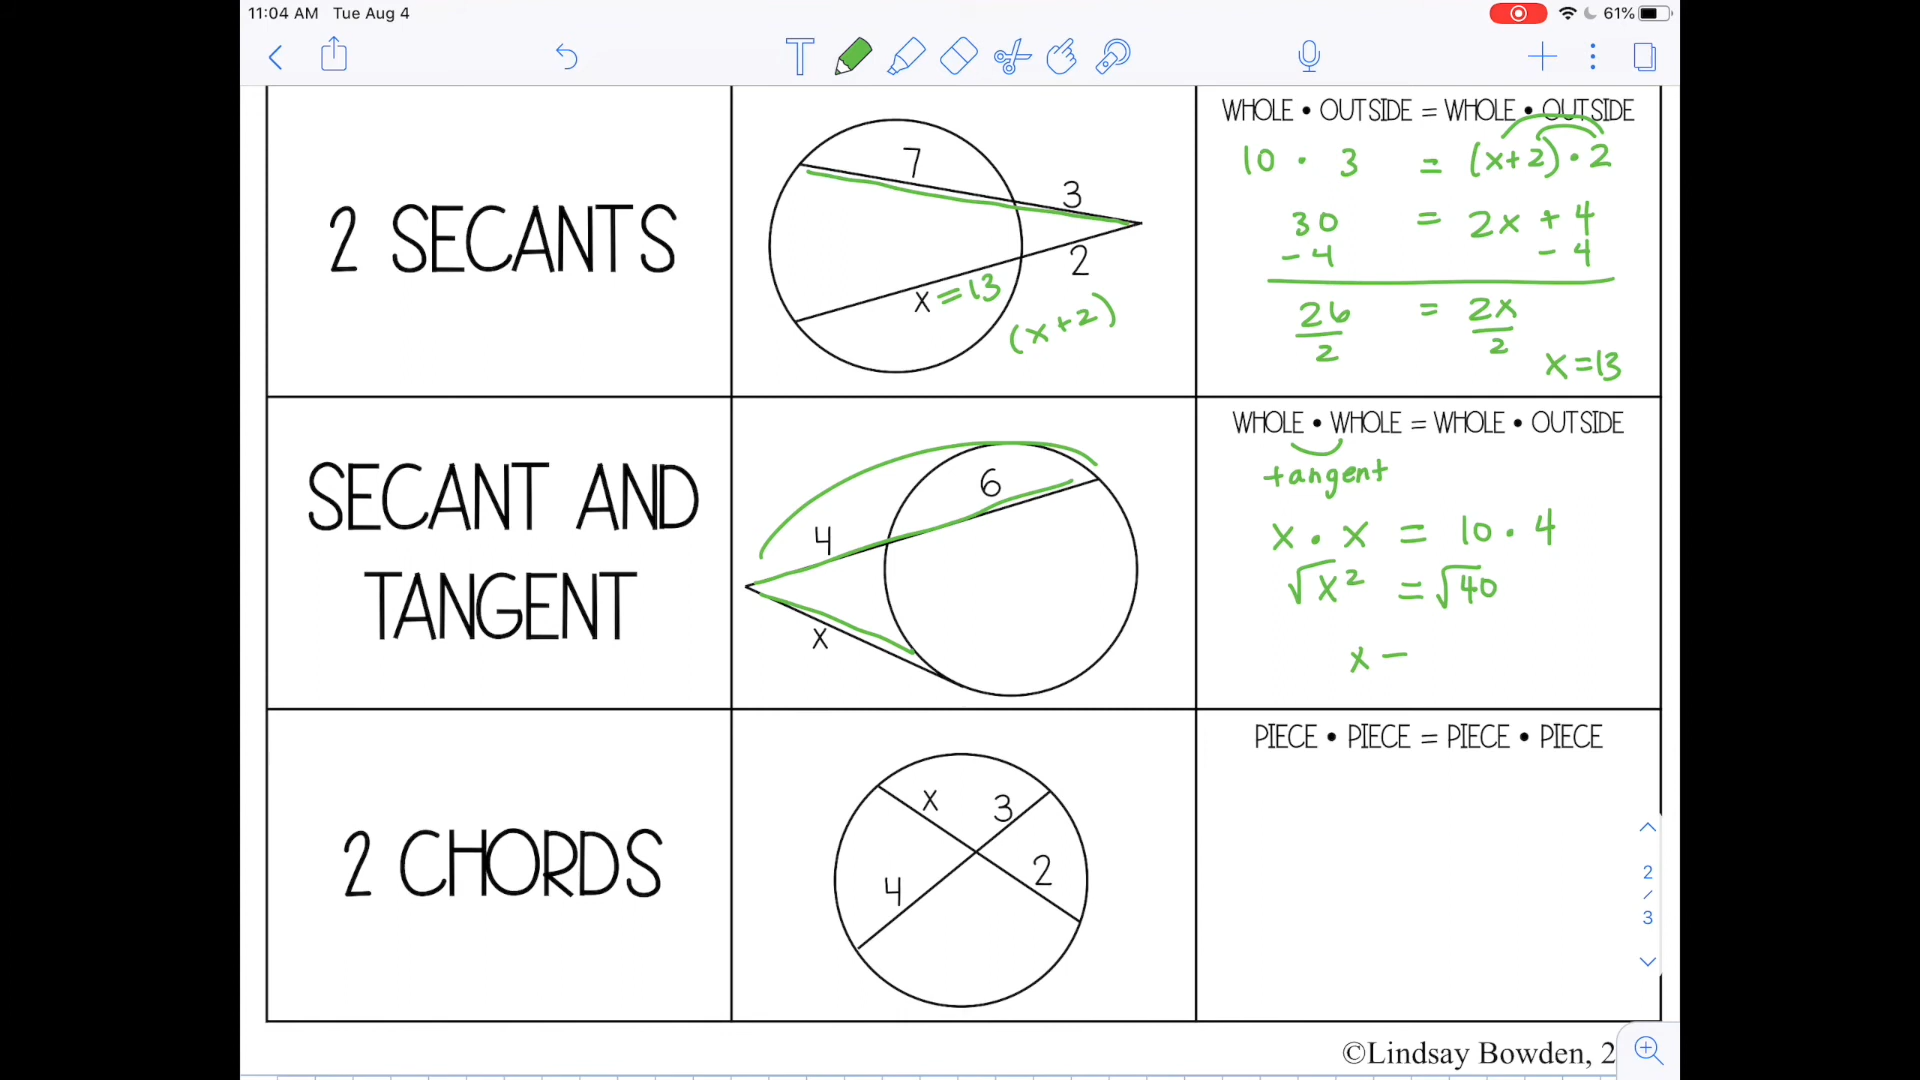 11:04 AM Tue Aug 4
61%
T
2 SECANTS
7
3
2
x = 13
(x+2)
WHOLE • OUTSIDE = WHOLE • OUTSIDE
10 · 3 = (x+2) · 2
30 = 2x + 4
-4 - 4
26 = 2x
2 2
x = 13
SECANT AND
TANGENT
6
4
x
WHOLE • WHOLE = WHOLE • OUTSIDE
tangent
x · x = 10 · 4
√x² = √40
x -
2 CHORDS
x
3
4
2
PIECE • PIECE = PIECE • PIECE
2
/
3
©Lindsay Bowden, 2